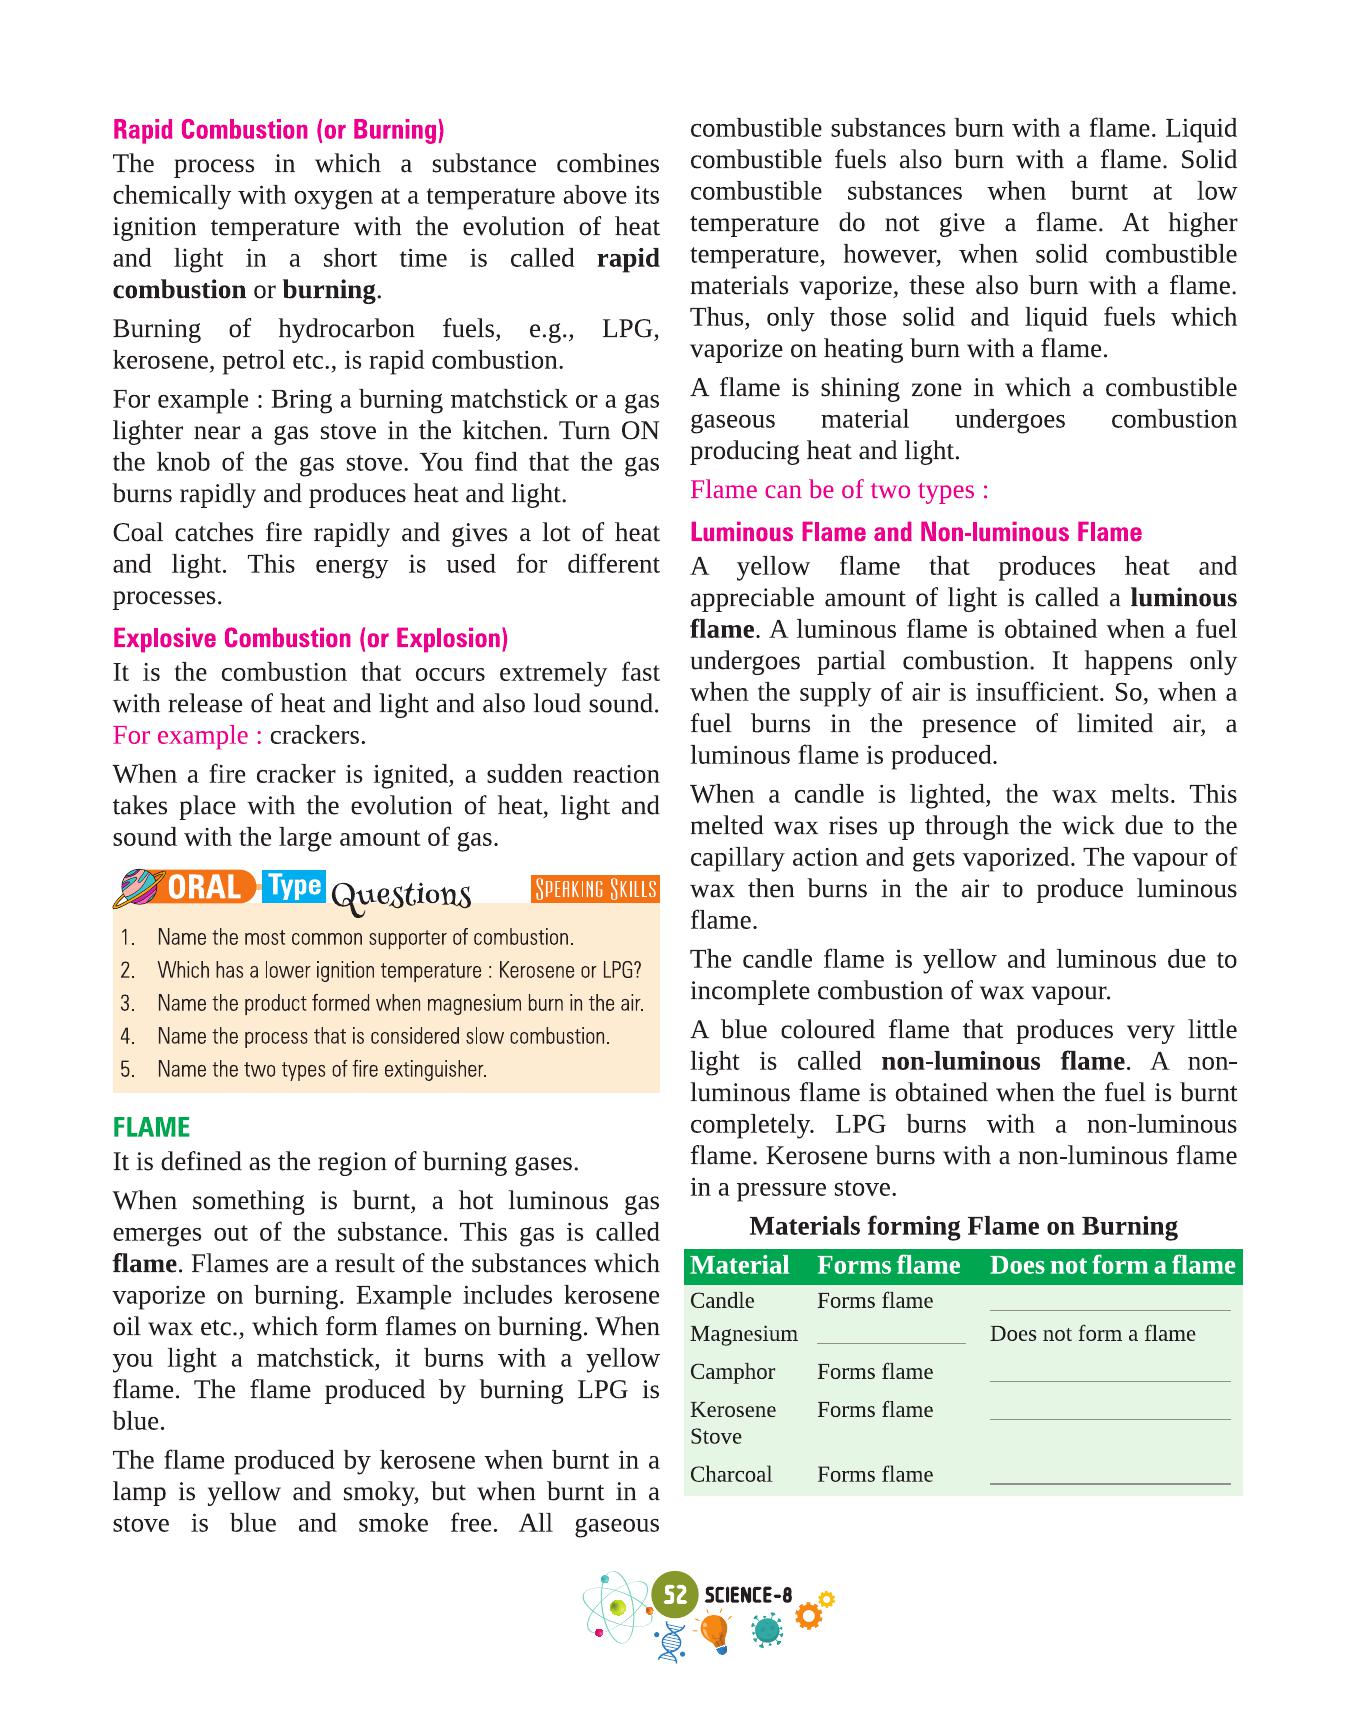 Rapid Combustion (or Burning)
The process in which a substance combines
chemically with oxygen at a temperature above its
ignition temperature with the evolution of heat
and light in a short time is called rapid
combustion or burning.
Burning of hydrocarbon fuels, e.g., LPG,
kerosene, petrol etc., is rapid combustion.
For example : Bring a burning matchstick or a gas
lighter near a gas stove in the kitchen. Turn ON
the knob of the gas stove. You find that the gas
burns rapidly and produces heat and light.
Coal catches fire rapidly and gives a lot of heat
and light. This energy is used for different
processes.
Explosive Combustion (or Explosion)
It is the combustion that occurs extremely fast
with release of heat and light and also loud sound.
For example : crackers.
When a fire cracker is ignited, a sudden reaction
takes place with the evolution of heat, light and
sound with the large amount of gas.
ORAL Type Questions SPEAKING SKILLS
1. Name the most common supporter of combustion.
2. Which has a lower ignition temperature : Kerosene or LPG?
3. Name the product formed when magnesium burn in the air.
4. Name the process that is considered slow combustion.
5. Name the two types of fire extinguisher.
FLAME
It is defined as the region of burning gases.
When something is burnt, a hot luminous gas
emerges out of the substance. This gas is called
flame. Flames are a result of the substances which
vaporize on burning. Example includes kerosene
oil wax etc., which form flames on burning. When
you light a matchstick, it burns with a yellow
flame. The flame produced by burning LPG is
blue.
The flame produced by kerosene when burnt in a
lamp is yellow and smoky, but when burnt in a
stove is blue and smoke free. All gaseous
combustible substances burn with a flame. Liquid
combustible fuels also burn with a flame. Solid
combustible substances when burnt at low
temperature do not give a flame. At higher
temperature, however, when solid combustible
materials vaporize, these also burn with a flame.
Thus, only those solid and liquid fuels which
vaporize on heating burn with a flame.
A flame is shining zone in which a combustible
gaseous material undergoes combustion
producing heat and light.
Flame can be of two types :
Luminous Flame and Non-luminous Flame
A yellow flame that produces heat and
appreciable amount of light is called a luminous
flame. A luminous flame is obtained when a fuel
undergoes partial combustion. It happens only
when the supply of air is insufficient. So, when a
fuel burns in the presence of limited air, a
luminous flame is produced.
When a candle is lighted, the wax melts. This
melted wax rises up through the wick due to the
capillary action and gets vaporized. The vapour of
wax then burns in the air to produce luminous
flame.
The candle flame is yellow and luminous due to
incomplete combustion of wax vapour.
A blue coloured flame that produces very little
light is called non-luminous flame. A non-
luminous flame is obtained when the fuel is burnt
completely. LPG burns with a non-luminous
flame. Kerosene burns with a non-luminous flame
in a pressure stove.
Materials forming Flame on Burning
Material Forms flame Does not form a flame
Candle Forms flame
Magnesium Does not form a flame
Camphor Forms flame
Kerosene Forms flame
Stove
Charcoal Forms flame
52 SCIENCE-8